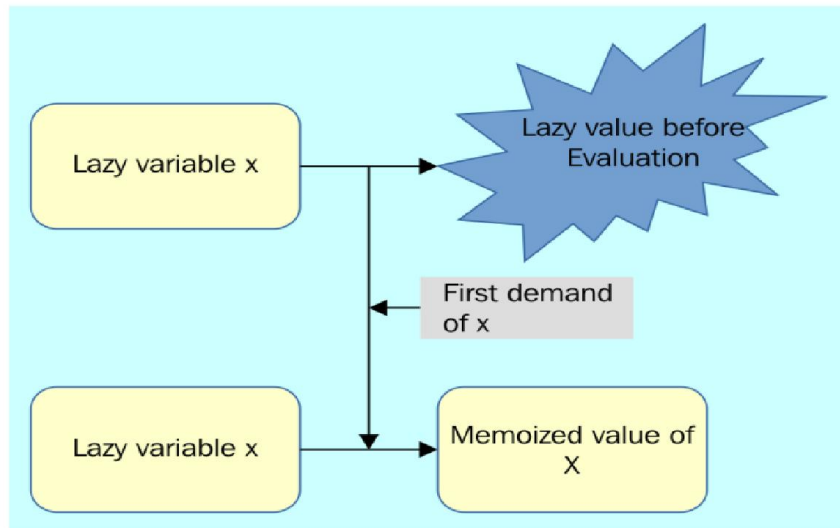 Lazy variable x
Lazy value before
Evaluation
First demand
of x
Lazy variable x
Memoized value of
X